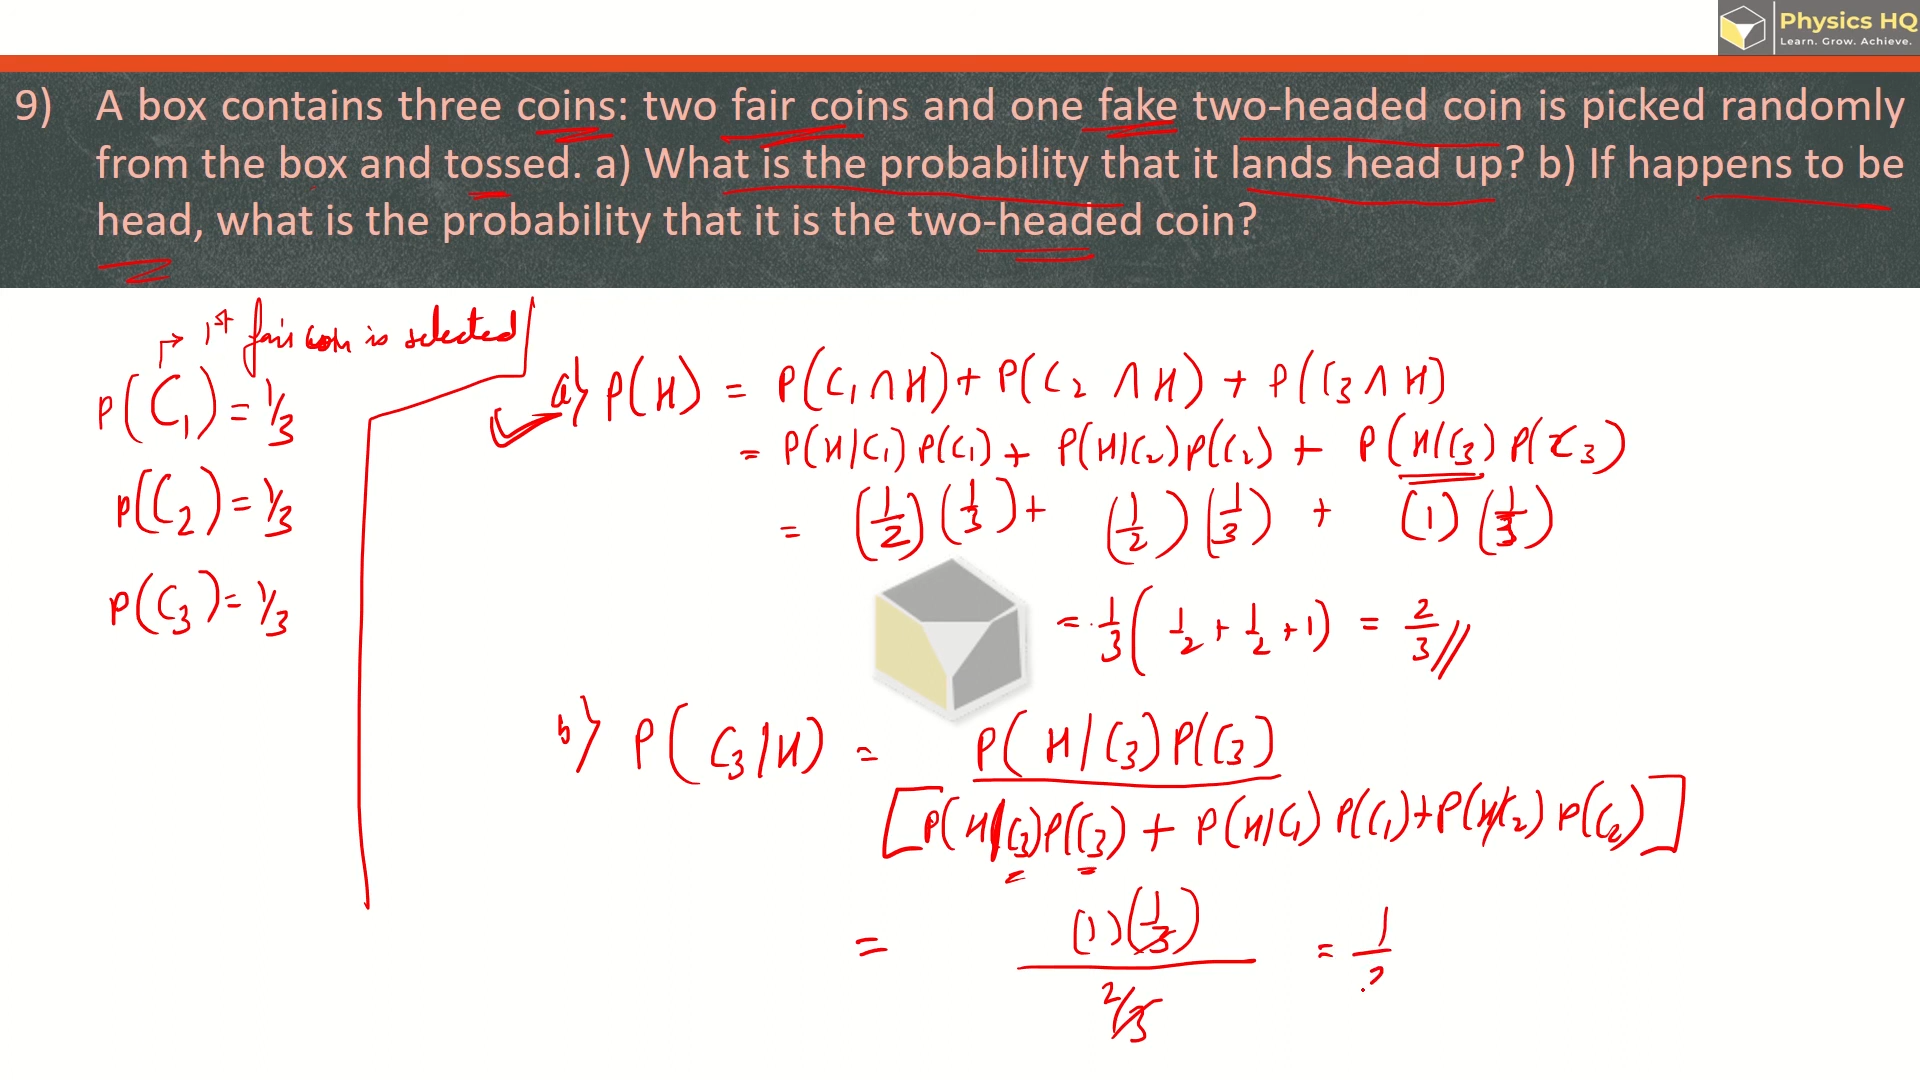 Physics HQ
Learn. Grow. Achieve.
9) A box contains three coins: two fair coins and one fake two-headed coin is picked randomly
from the box and tossed. a) What is the probability that it lands head up? b) If happens to be
head, what is the probability that it is the two-headed coin?
→ 1st fair coin is selected
P(C₁) = 1/3
P(C₂) = 1/3
P(C₃) = 1/3
a) P(H) = P(C₁∩H) + P(C₂∩H) + P(C₃∩H)
= P(H/C₁) P(C₁) + P(H/C₂) P(C₂) + P(H/C₃) P(C₃)
= (1/2) (1/3) + (1/2) (1/3) + (1) (1/3)
= 1/3 ( 1/2 + 1/2 + 1) = 2/3 //
b) P( C₃/H) = P( H/C₃) P(C₃)
[P(H/C₃) P(C₃) + P(H/C₁) P(C₁) + P(H/C₂) P(C₂)]
= (1)(1/3)
2/3
= 1/2